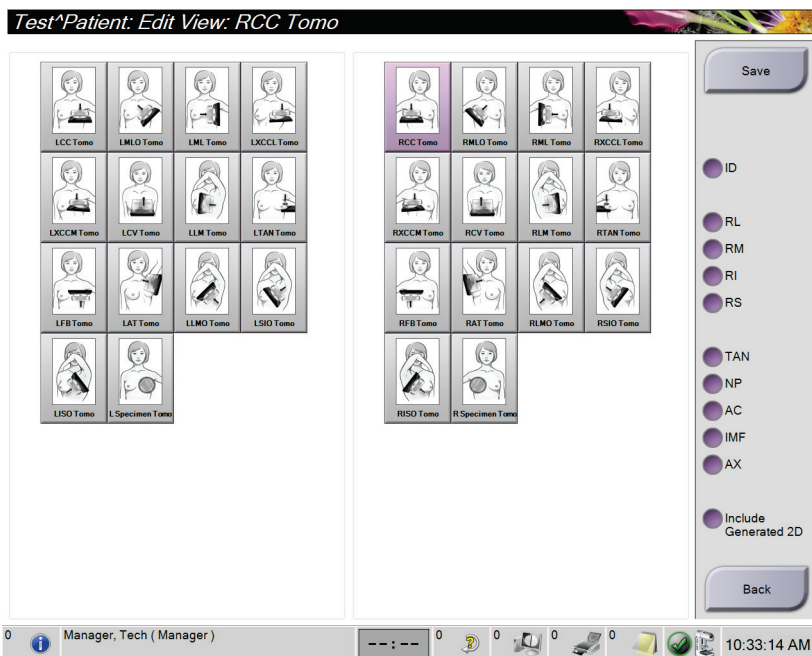 Test^Patient: Edit View: RCC Tomo
LCC Tomo
LMLO Tomo
LML Tomo
LXCCL Tomo
LXCCM Tomo
LCV Tomo
LLM Tomo
LTAN Tomo
LFB Tomo
LAT Tomo
LLMO Tomo
LSIO Tomo
LISO Tomo
L Specimen Tomo
RCC Tomo
RMLO Tomo
RML Tomo
RXCCL Tomo
RXCCM Tomo
RCV Tomo
RLM Tomo
RTAN Tomo
RFB Tomo
RAT Tomo
RLMO Tomo
RSIO Tomo
RISO Tomo
R Specimen Tomo
Save
ID
RL
RM
RI
RS
TAN
NP
AC
IMF
AX
Include
Generated 2D
Back
0
Manager, Tech ( Manager )
--:--
0
0
0
0
10:33:14 AM